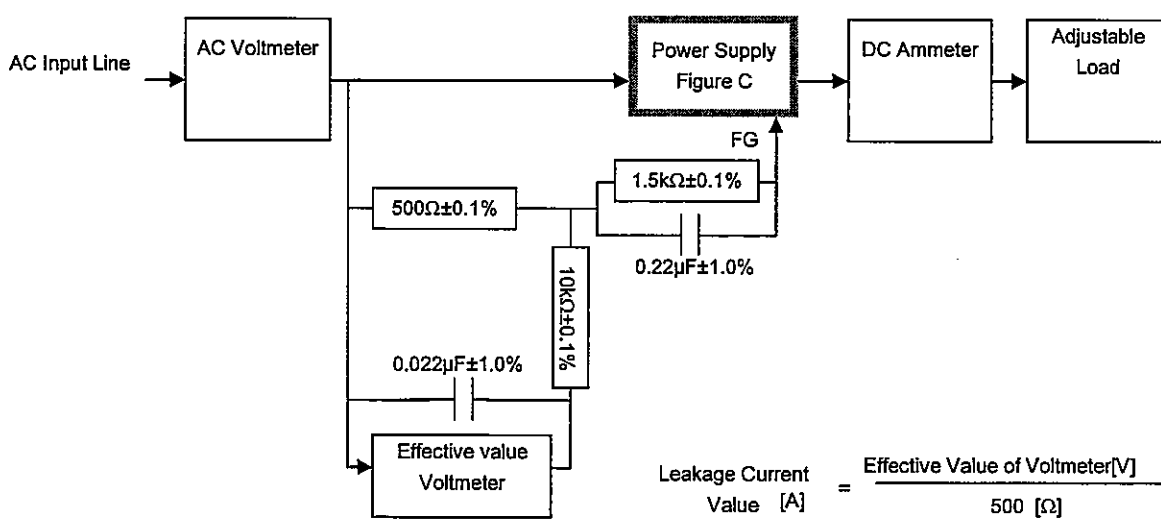 AC Input Line
AC Voltmeter
Power Supply
Figure C
DC Ammeter
Adjustable
Load
FG
1.5kΩ±0.1%
500Ω±0.1%
0.22μF±1.0%
10kΩ±0.1%
0.022μF±1.0%
Effective value
Voltmeter
Leakage Current
Value [A]
=
Effective Value of Voltmeter[V]
500 [Ω]